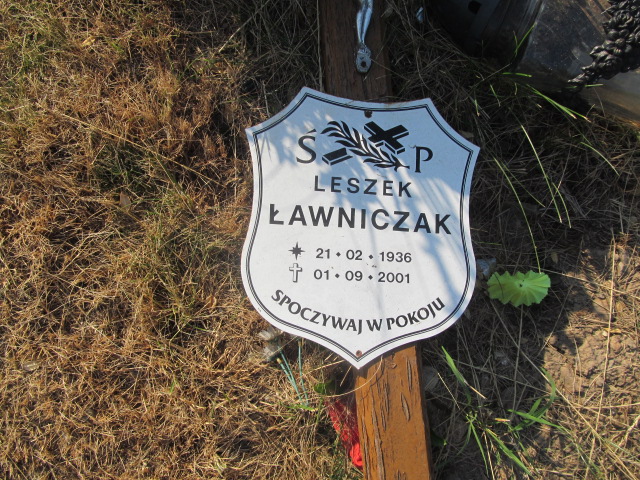 Ś P
LESZEK
ŁAWNICZAK
21 • 02 • 1936
01 • 09 • 2001
SPOCZYWAJ W POKOJU